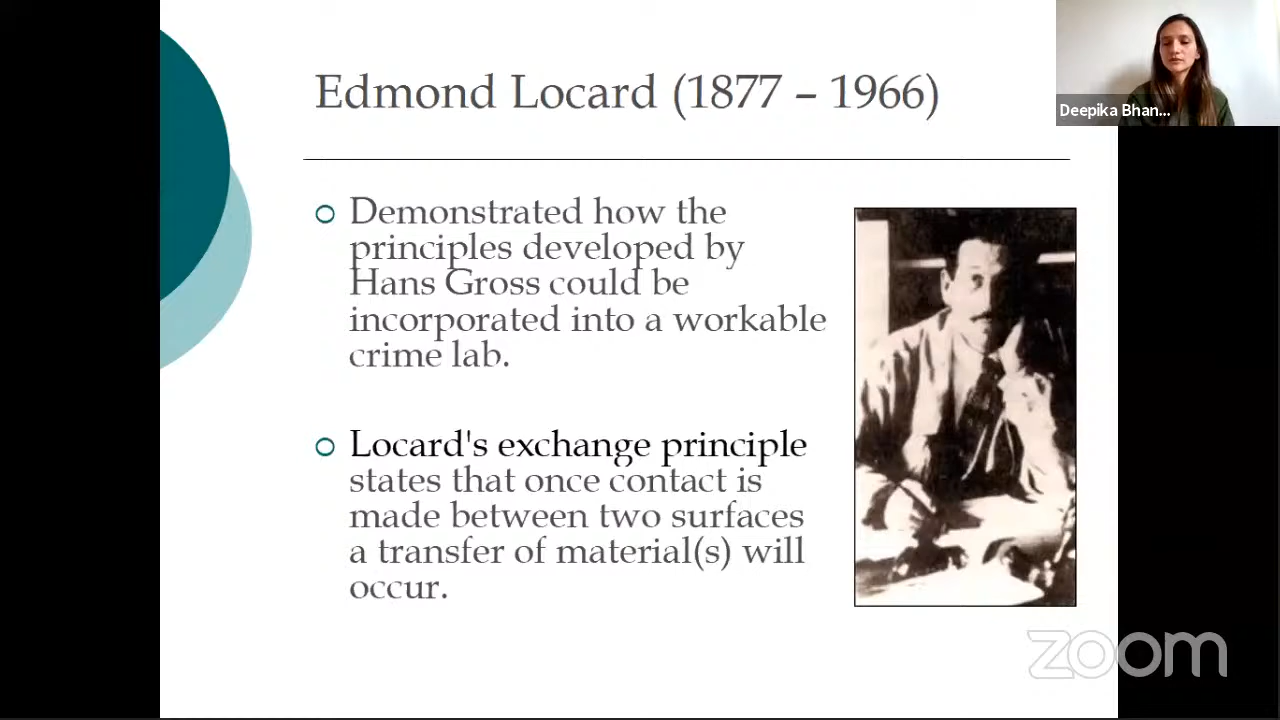 Edmond Locard (1877 – 1966)
Demonstrated how the
principles developed by
Hans Gross could be
incorporated into a workable
crime lab.
Locard's exchange principle
states that once contact is
made between two surfaces
a transfer of material(s) will
occur.
Deepika Bhan...
zoom